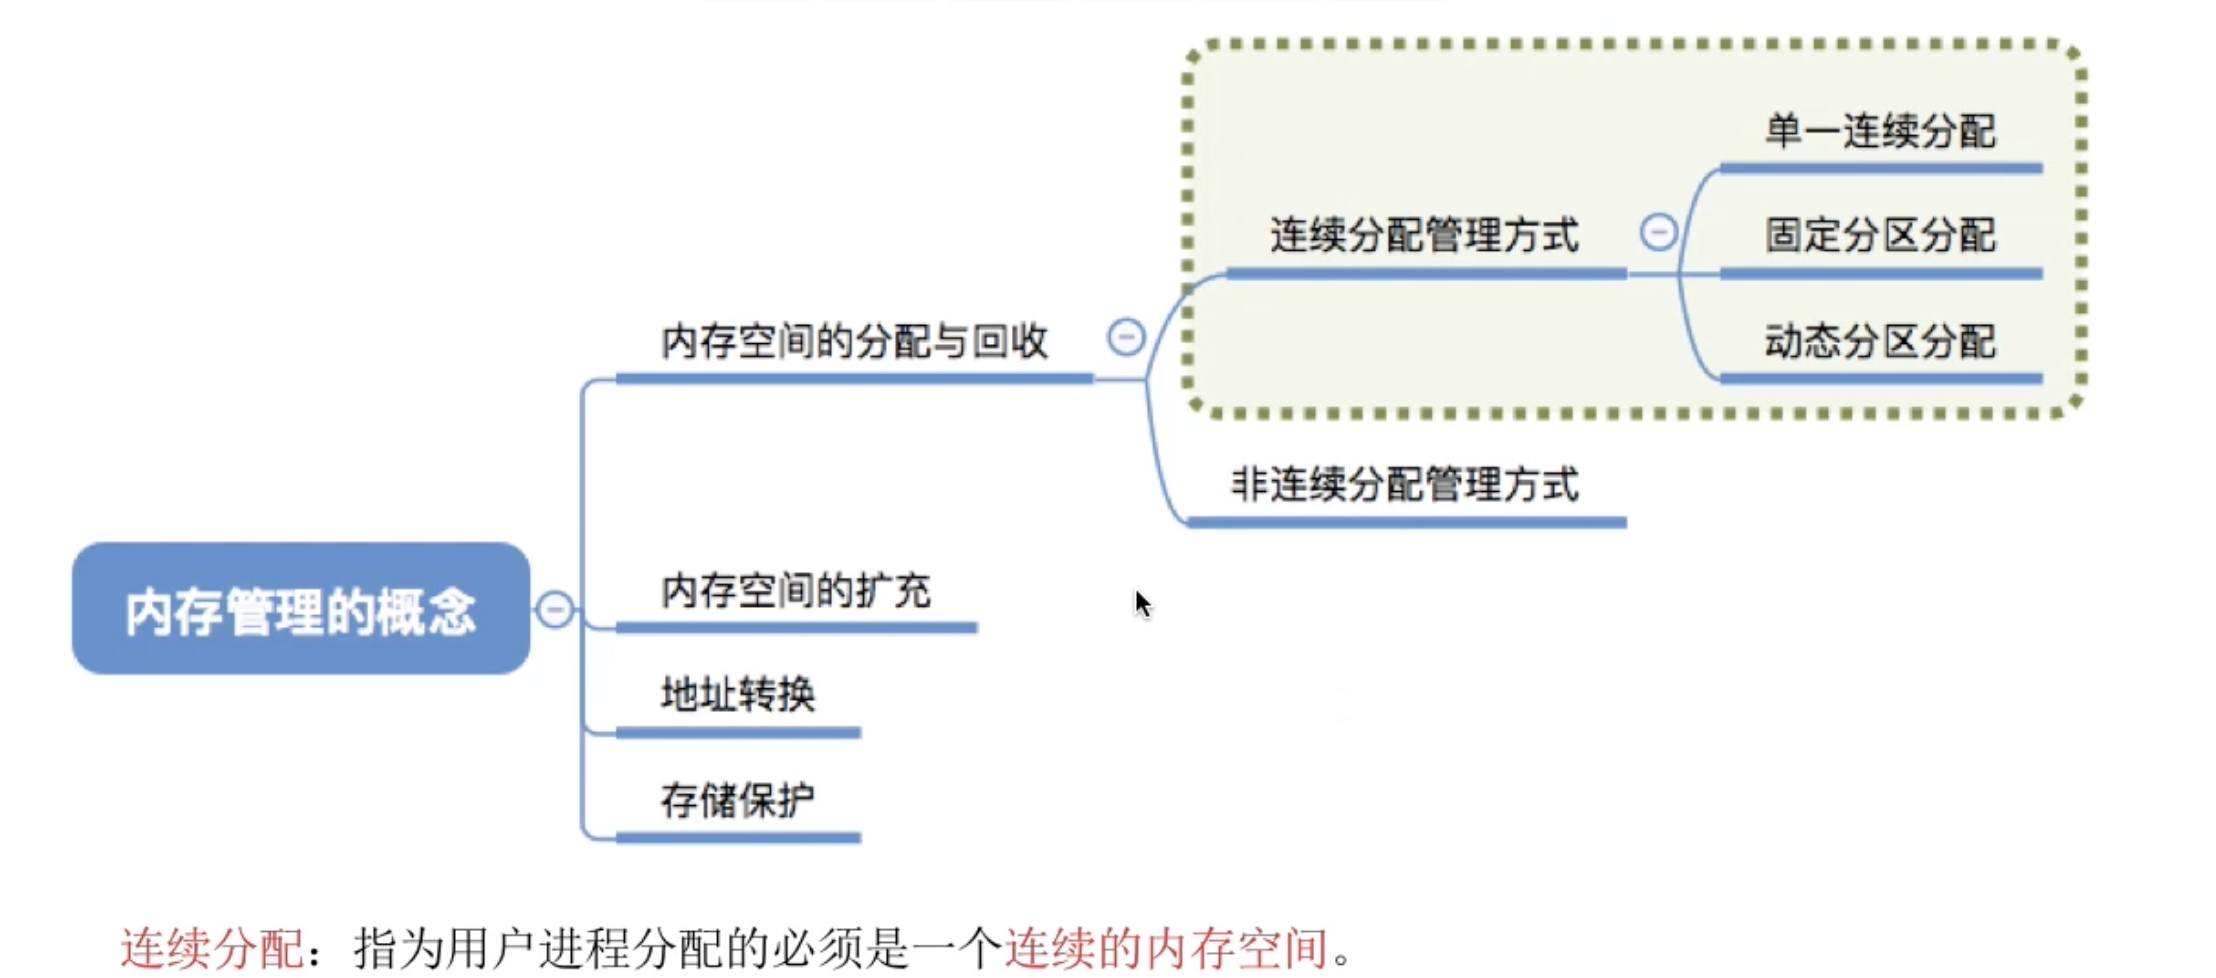 单一连续分配
连续分配管理方式
固定分区分配
内存空间的分配与回收
动态分区分配
非连续分配管理方式
内存管理的概念
内存空间的扩充
地址转换
存储保护
连续分配：指为用户进程分配的必须是一个连续的内存空间。